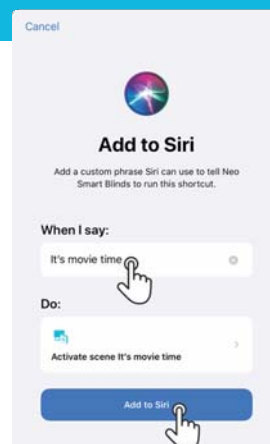 Cancel
Add to Siri
Add a custom phrase Siri can use to tell Neo
Smart Blinds to run this shortcut.
When I say:
It's movie time
Do:
Activate scene It's movie time
Add to Siri